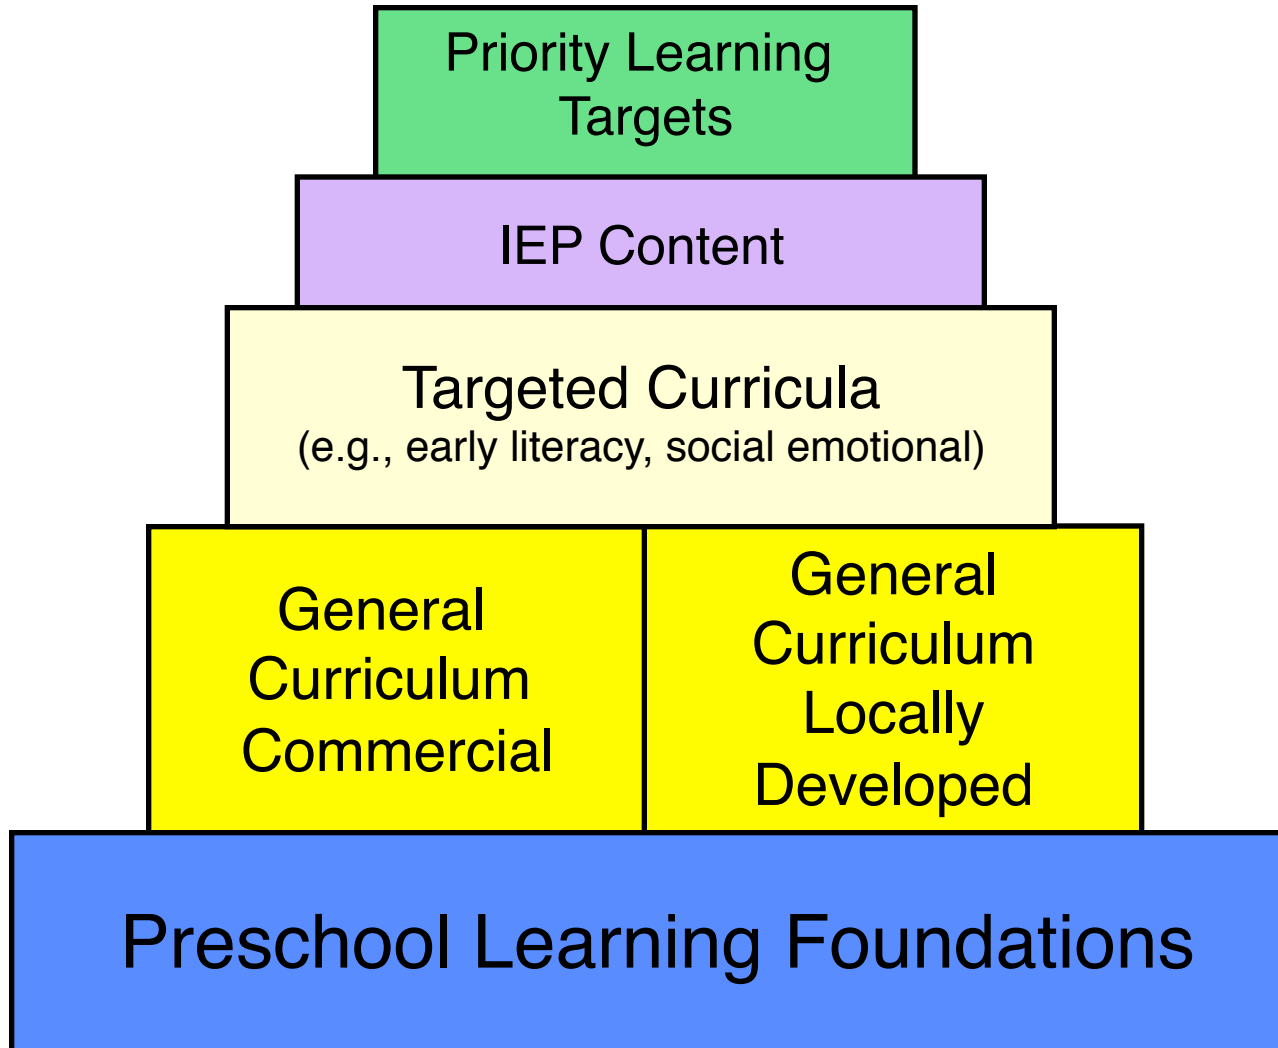 Priority Learning
Targets
IEP Content
Targeted Curricula
(e.g., early literacy, social emotional)
General
Curriculum
Commercial
General
Curriculum
Locally
Developed
Preschool Learning Foundations